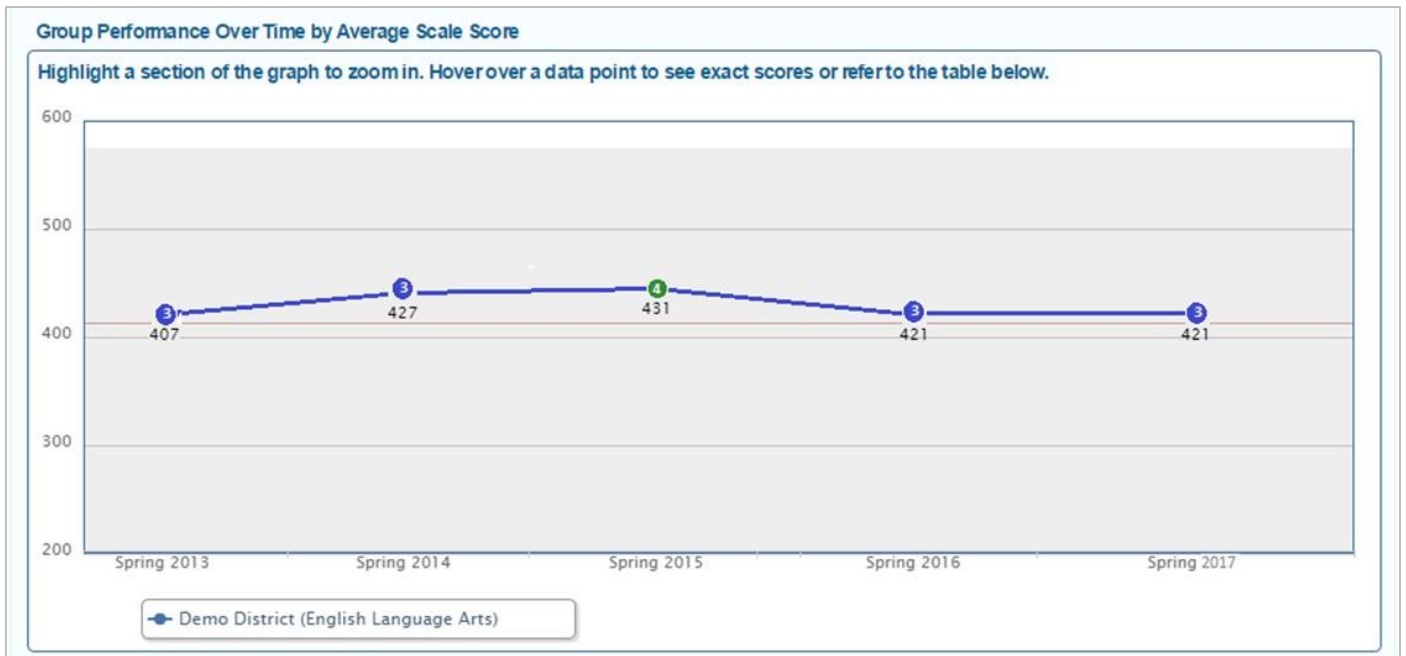 Group Performance Over Time by Average Scale Score
Highlight a section of the graph to zoom in. Hover over a data point to see exact scores or refer to the table below.
600
500
400
300
200
3
407
3
427
4
431
3
421
3
421
Spring 2013
Spring 2014
Spring 2015
Spring 2016
Spring 2017
Demo District (English Language Arts)